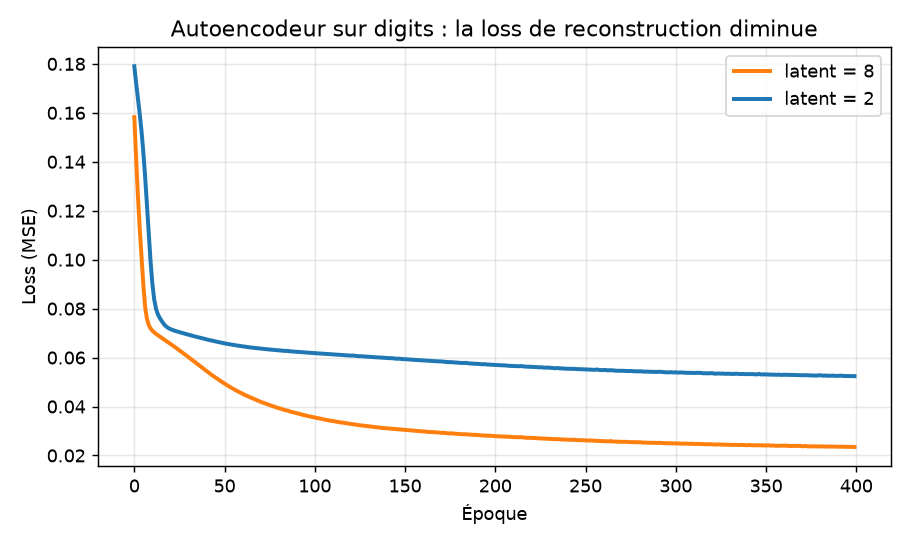 Autoencodeur sur digits : la loss de reconstruction diminue
latent = 8
latent = 2
Loss (MSE)
0.18
0.16
0.14
0.12
0.10
0.08
0.06
0.04
0.02
0 50 100 150 200 250 300 350 400
Époque